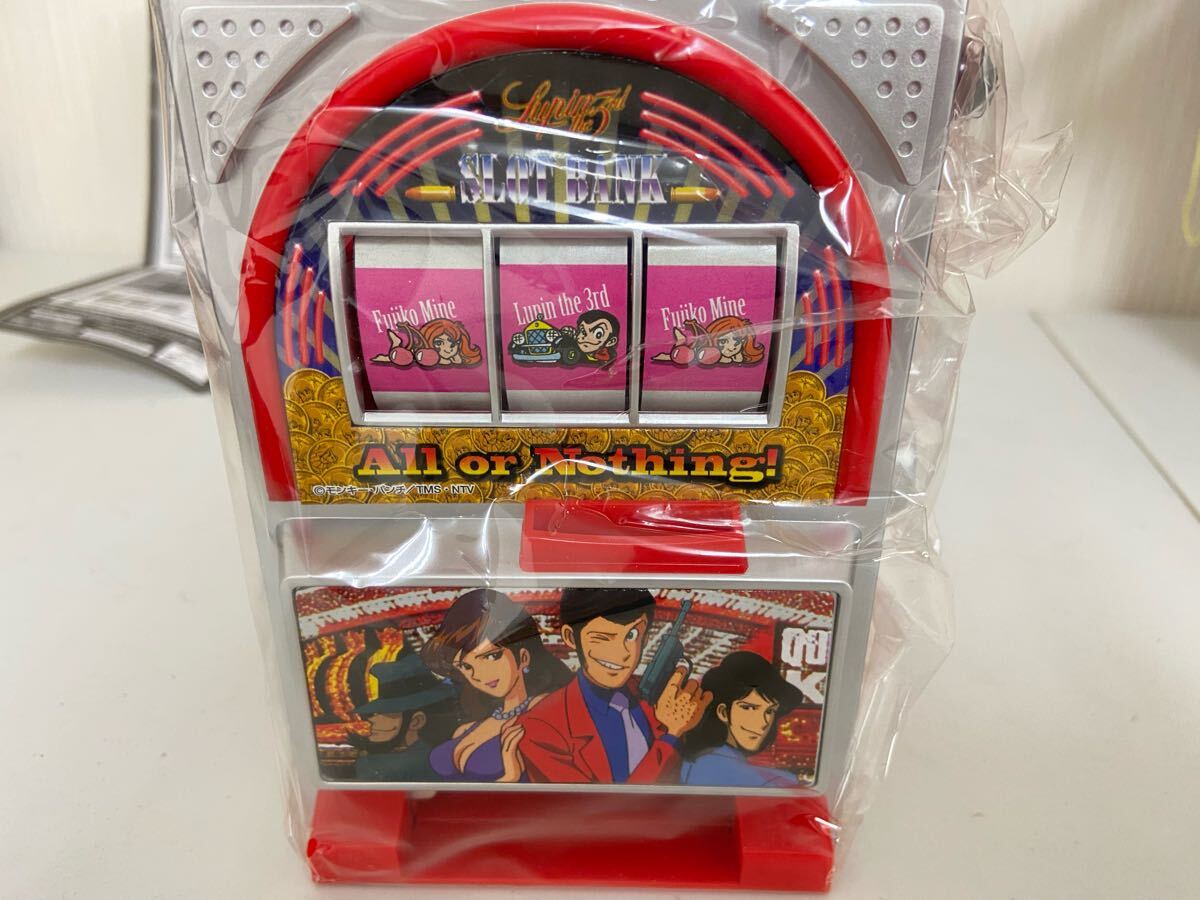 Lupin the 3rd
SLOT BANK
Fujiko Mine
Lupin the 3rd
Fujiko Mine
All or Nothing!
©モンキー・パンチ/TMS・NTV